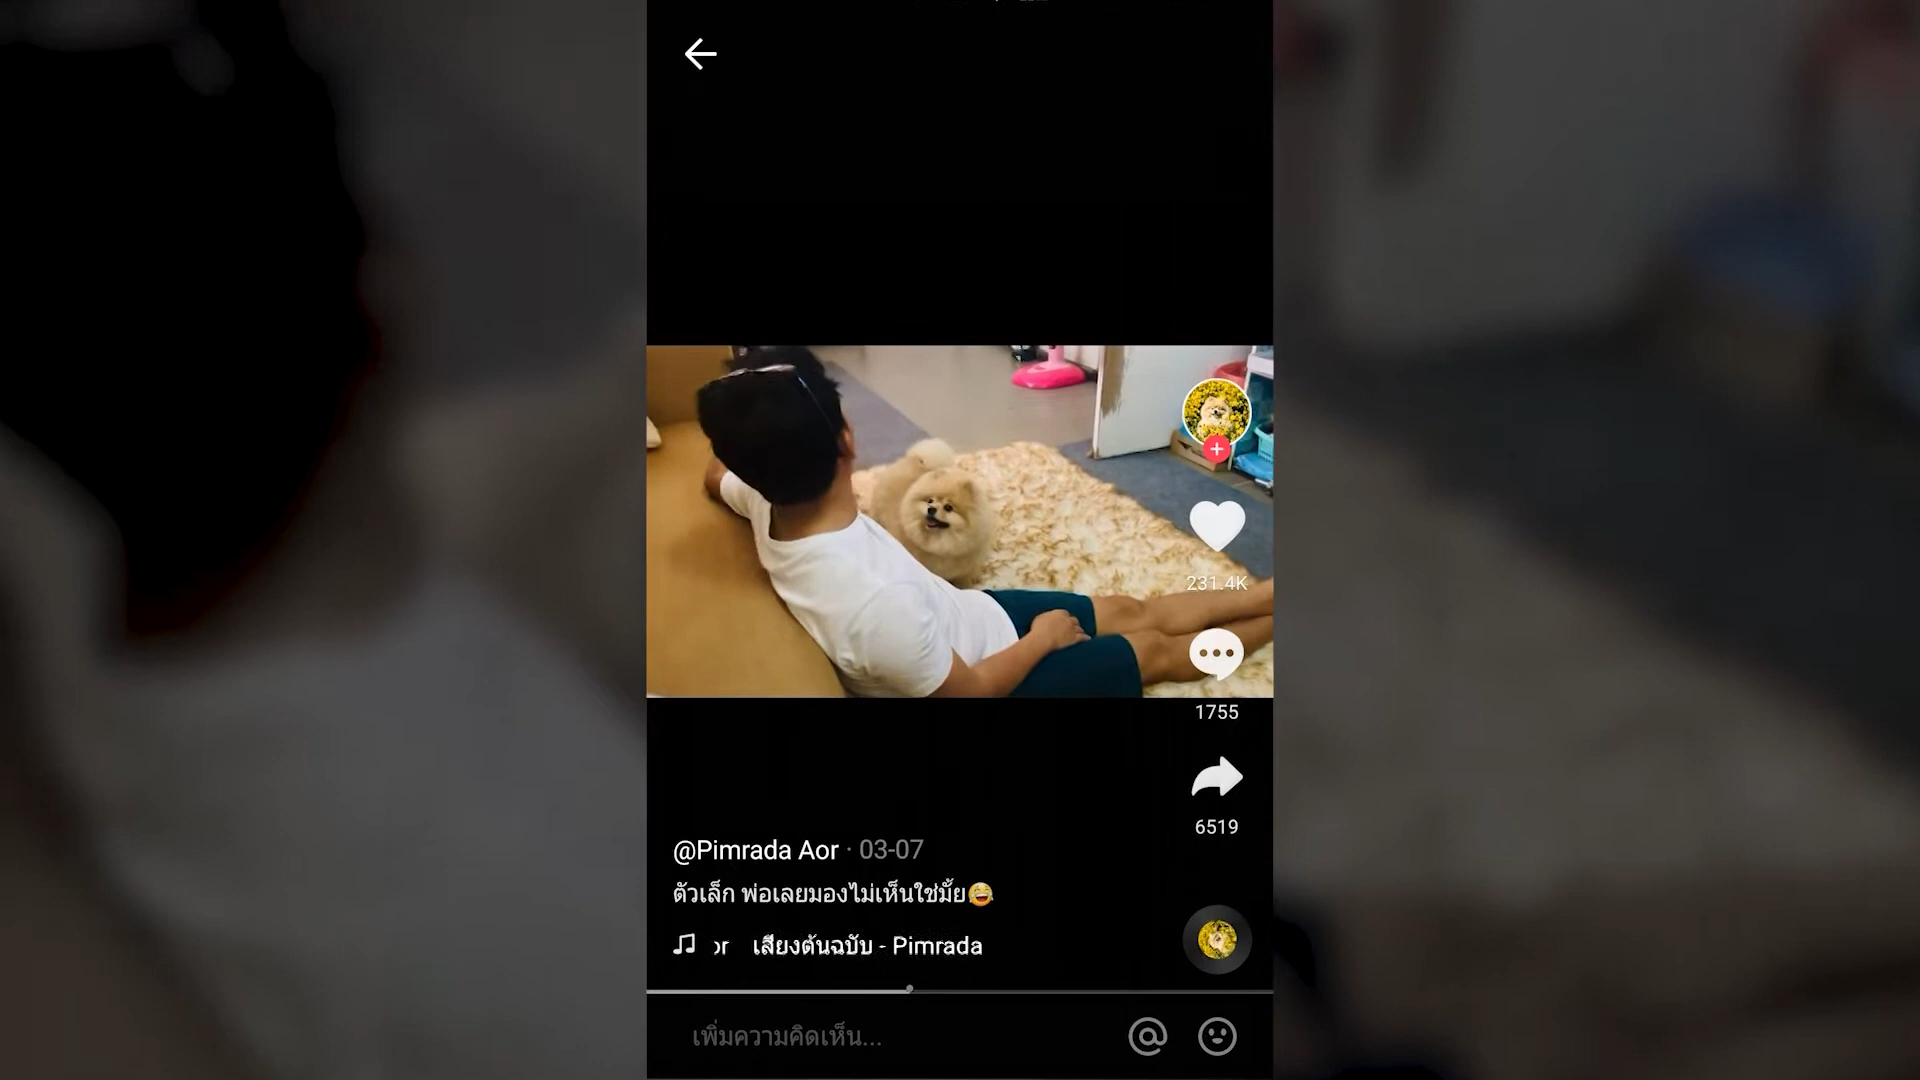 231.4K
1755
6519
@Pimrada Aor · 03-07
ตัวเล็ก พ่อเลยมองไม่เห็นใช่มั้ย😂
or เสียงต้นฉบับ - Pimrada
เพิ่มความคิดเห็น...